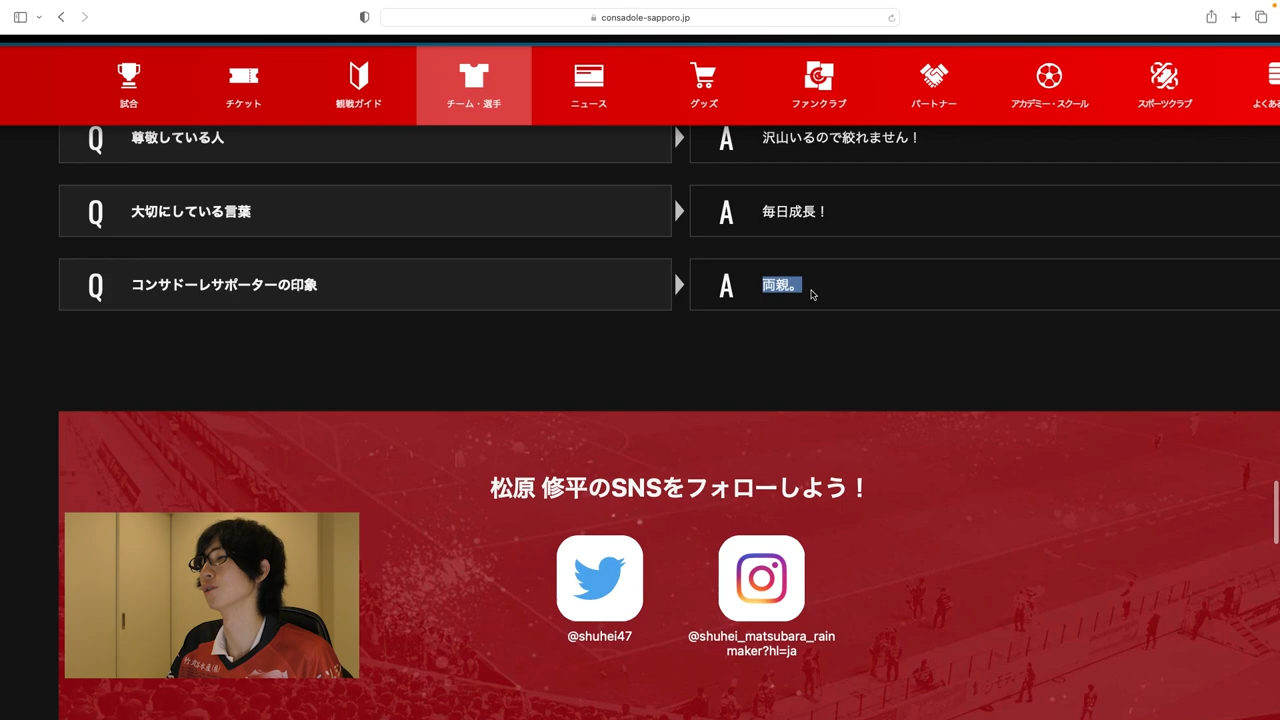 consadole-sapporo.jp
試合
チケット
観戦ガイド
チーム・選手
ニュース
グッズ
ファンクラブ
パートナー
アカデミー・スクール
スポーツクラブ
よくある
Q 尊敬している人
A 沢山いるので絞れません！
Q 大切にしている言葉
A 毎日成長！
Q コンサドーレサポーターの印象
A 両親。
松原 修平のSNSをフォローしよう！
@shuhei47
@shuhei_matsubara_rain
maker?hl=ja